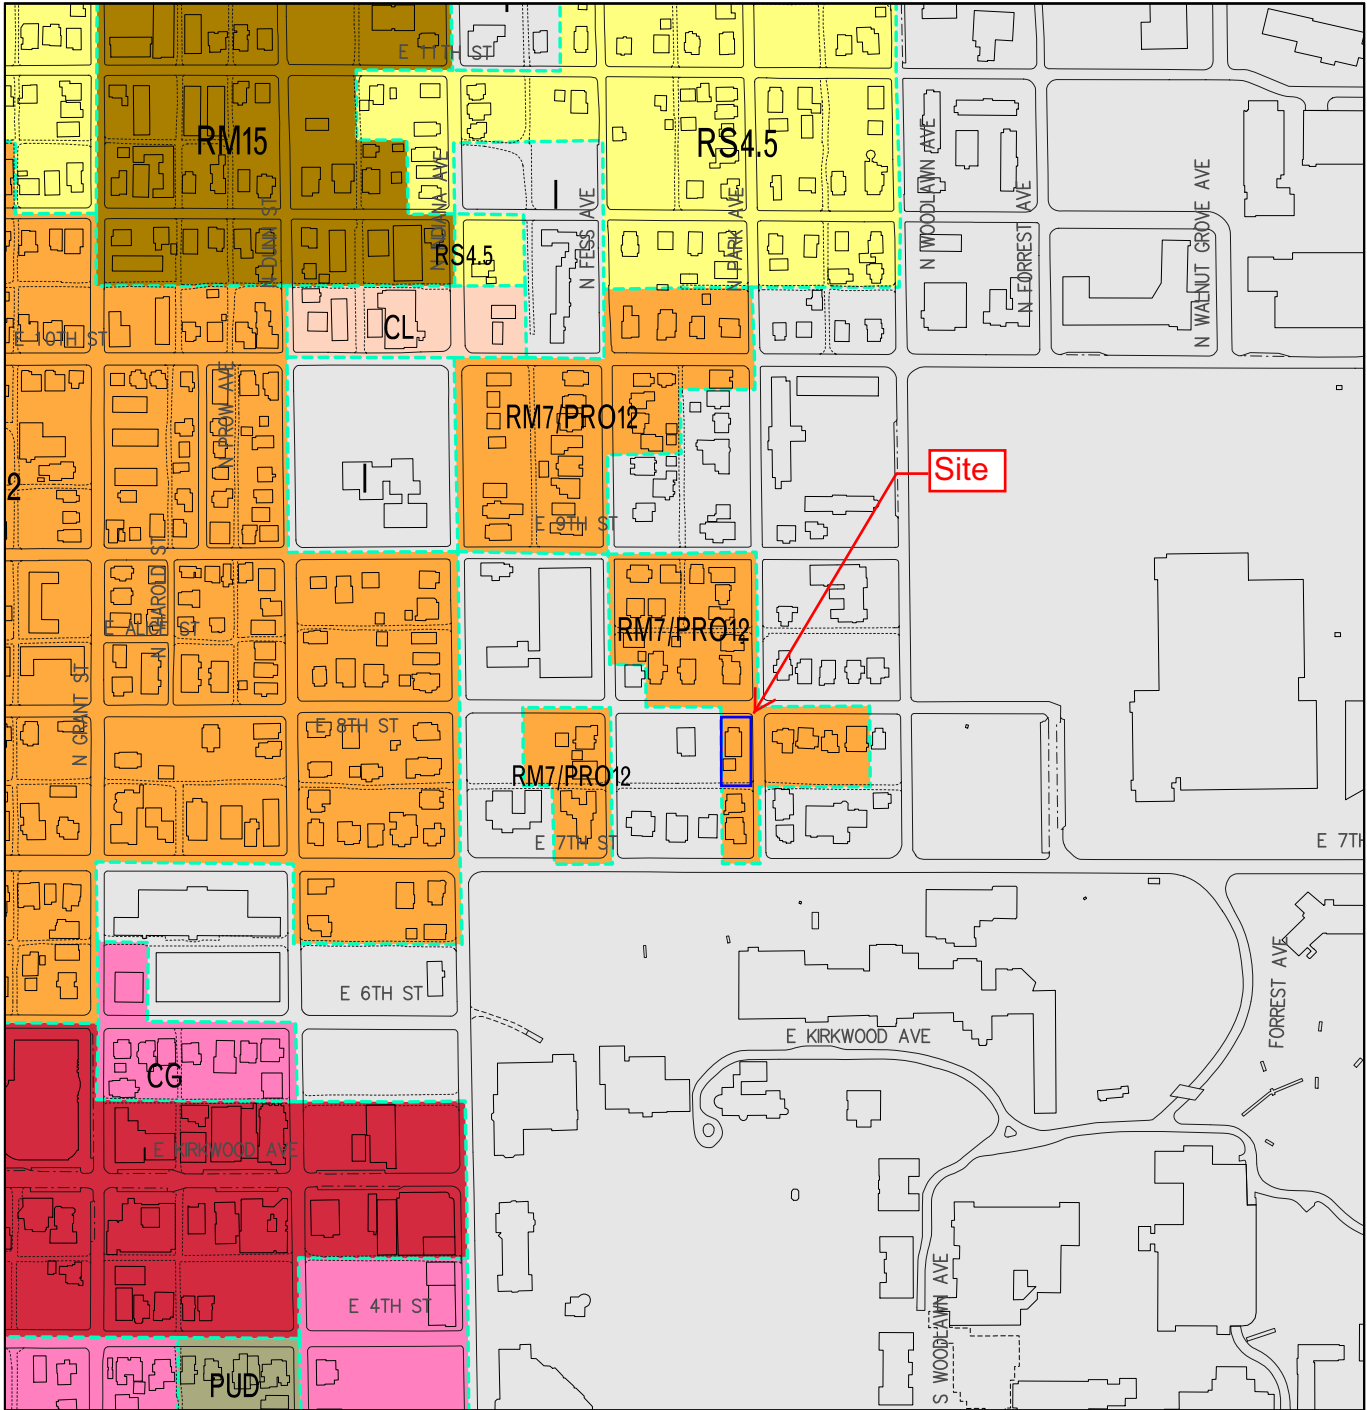 E 11TH ST
RM15
RS4.5
I
N DUNN ST
N INDIANA AVE
N FESS AVE
N PARK AVE
N WOODLAWN AVE
N FORREST AVE
N WALNUT GROVE AVE
RS4.5
CL
E 10TH ST
N PROW AVE
RM7/PRO12
Site
I
2
E 9TH ST
N HAROLD ST
E ALICE ST
RM7/PRO12
N GRANT ST
E 8TH ST
RM7/PRO12
E 7TH ST
E 7TH
E 6TH ST
FORREST AVE
E KIRKWOOD AVE
CG
E KIRKWOOD AVE
E 4TH ST
S WOODLAWN AVE
PUD